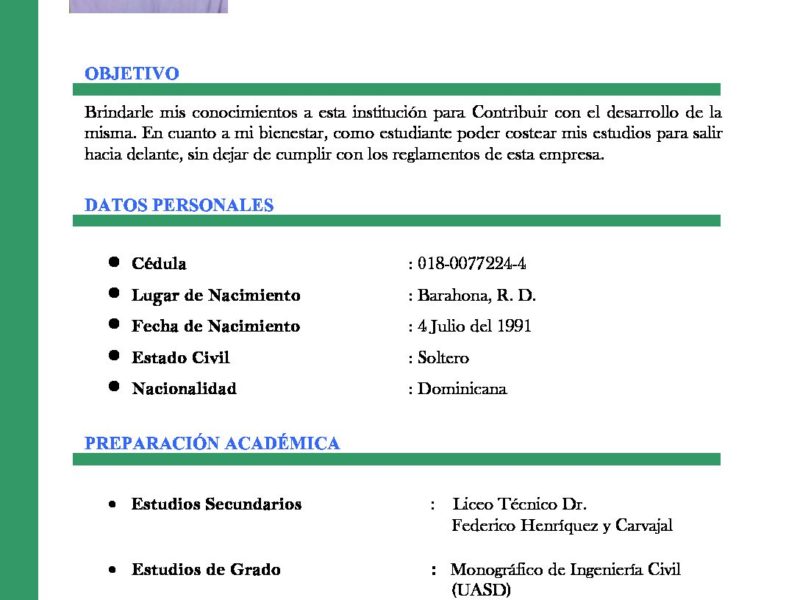 OBJETIVO
Brindarle mis conocimientos a esta institución para Contribuir con el desarrollo de la
misma. En cuanto a mi bienestar, como estudiante poder costear mis estudios para salir
hacia delante, sin dejar de cumplir con los reglamentos de esta empresa.
DATOS PERSONALES
● Cédula : 018-0077224-4
● Lugar de Nacimiento : Barahona, R. D.
● Fecha de Nacimiento : 4 Julio del 1991
● Estado Civil : Soltero
● Nacionalidad : Dominicana
PREPARACIÓN ACADÉMICA
• Estudios Secundarios : Liceo Técnico Dr.
Federico Henríquez y Carvajal
• Estudios de Grado : Monográfico de Ingeniería Civil
(UASD)